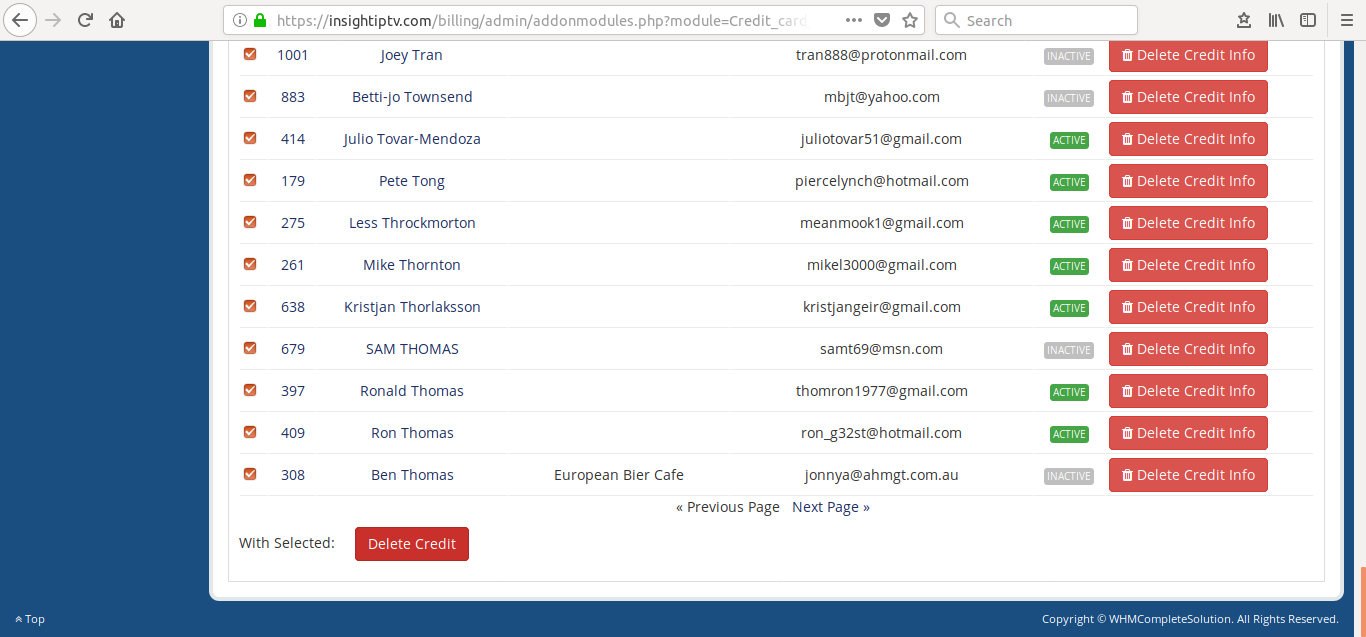 https://insightiptv.com/billing/admin/addonmodules.php?module=Credit_card
Search
1001 Joey Tran tran888@protonmail.com INACTIVE Delete Credit Info
883 Betti-jo Townsend mbjt@yahoo.com INACTIVE Delete Credit Info
414 Julio Tovar-Mendoza juliotovar51@gmail.com ACTIVE Delete Credit Info
179 Pete Tong piercelynch@hotmail.com ACTIVE Delete Credit Info
275 Less Throckmorton meanmook1@gmail.com ACTIVE Delete Credit Info
261 Mike Thornton mikel3000@gmail.com ACTIVE Delete Credit Info
638 Kristjan Thorlaksson kristjangeir@gmail.com ACTIVE Delete Credit Info
679 SAM THOMAS samt69@msn.com INACTIVE Delete Credit Info
397 Ronald Thomas thomron1977@gmail.com ACTIVE Delete Credit Info
409 Ron Thomas ron_g32st@hotmail.com ACTIVE Delete Credit Info
308 Ben Thomas European Bier Cafe jonnya@ahmgt.com.au INACTIVE Delete Credit Info
« Previous Page Next Page »
With Selected: Delete Credit
Top Copyright © WHMCompleteSolution. All Rights Reserved.